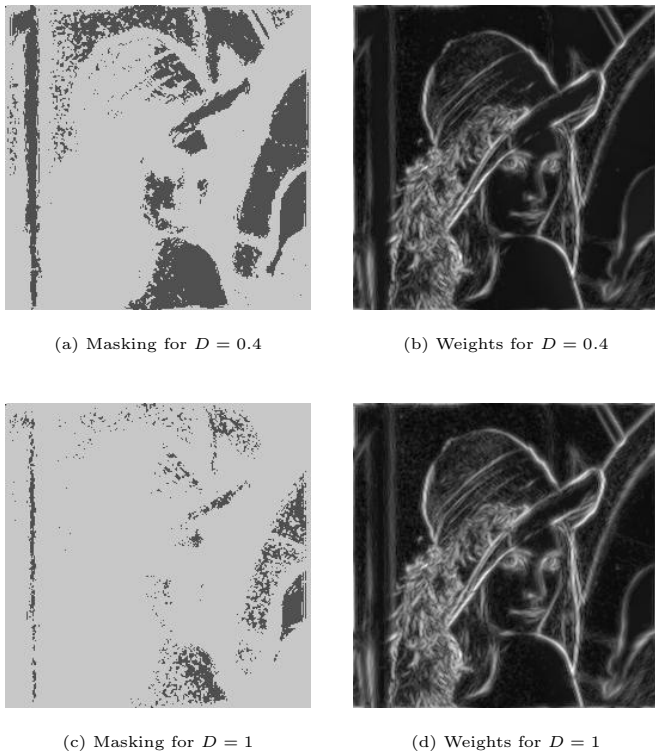 (a) Masking for D = 0.4
(b) Weights for D = 0.4
(c) Masking for D = 1
(d) Weights for D = 1